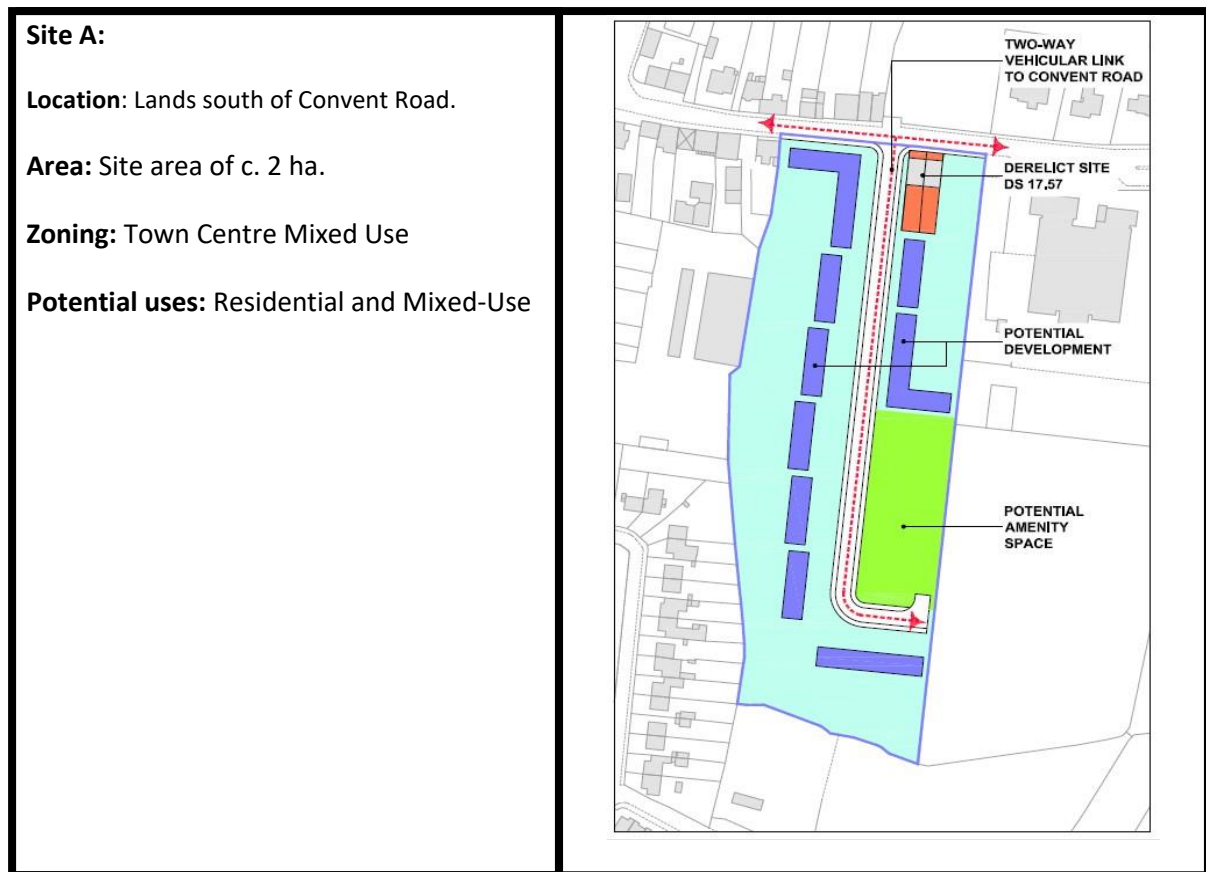 Site A:
Location: Lands south of Convent Road.
Area: Site area of c. 2 ha.
Zoning: Town Centre Mixed Use
Potential uses: Residential and Mixed-Use
TWO-WAY
VEHICULAR LINK
TO CONVENT ROAD
DERELICT SITE
DS 17.57
POTENTIAL
DEVELOPMENT
POTENTIAL
AMENITY
SPACE